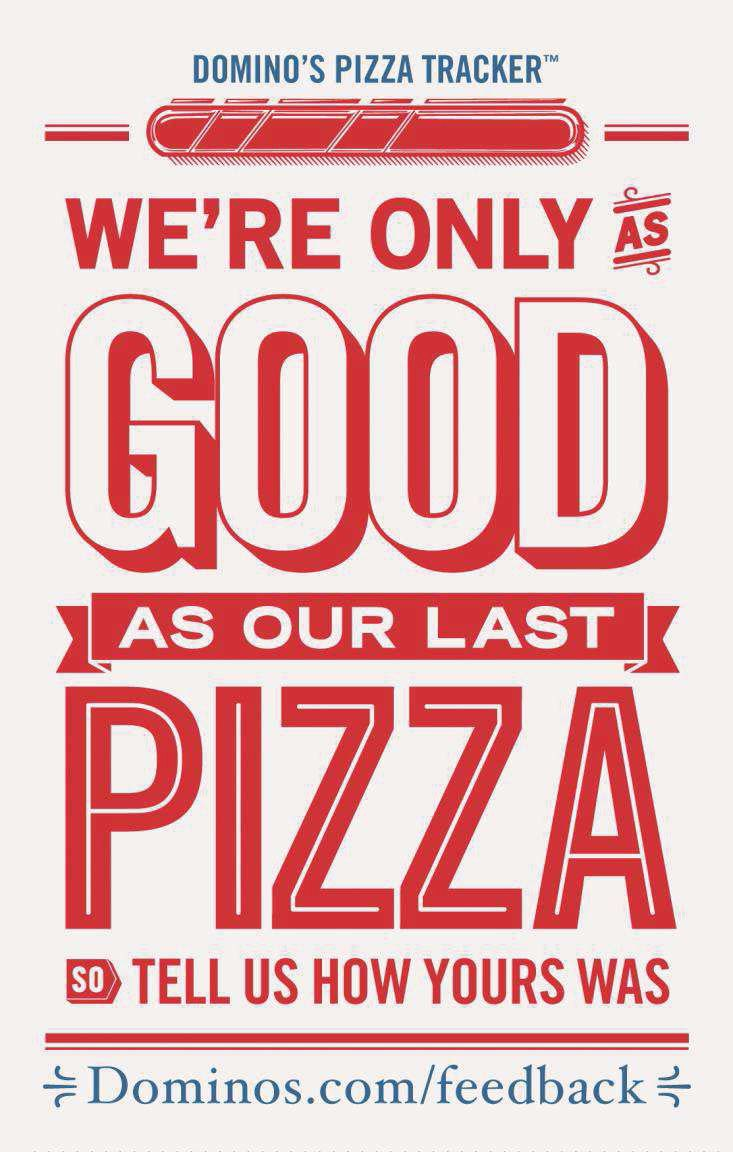 DOMINO'S PIZZA TRACKER™
WE'RE ONLY AS
GOOD
AS OUR LAST
PIZZA
SO TELL US HOW YOURS WAS
Dominos.com/feedback